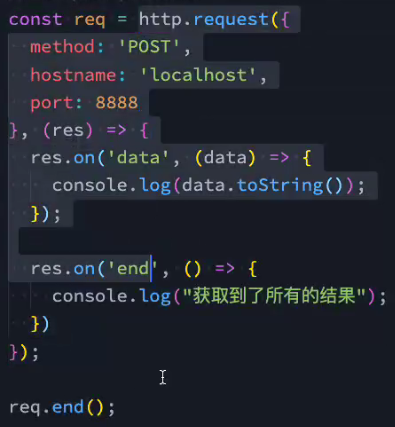 const req = http.request({
  method: 'POST',
  hostname: 'localhost',
  port: 8888
}, (res) => {
  res.on('data', (data) => {
    console.log(data.toString());
  });

  res.on('end', () => {
    console.log("获取到了所有的结果");
  })
});

req.end();